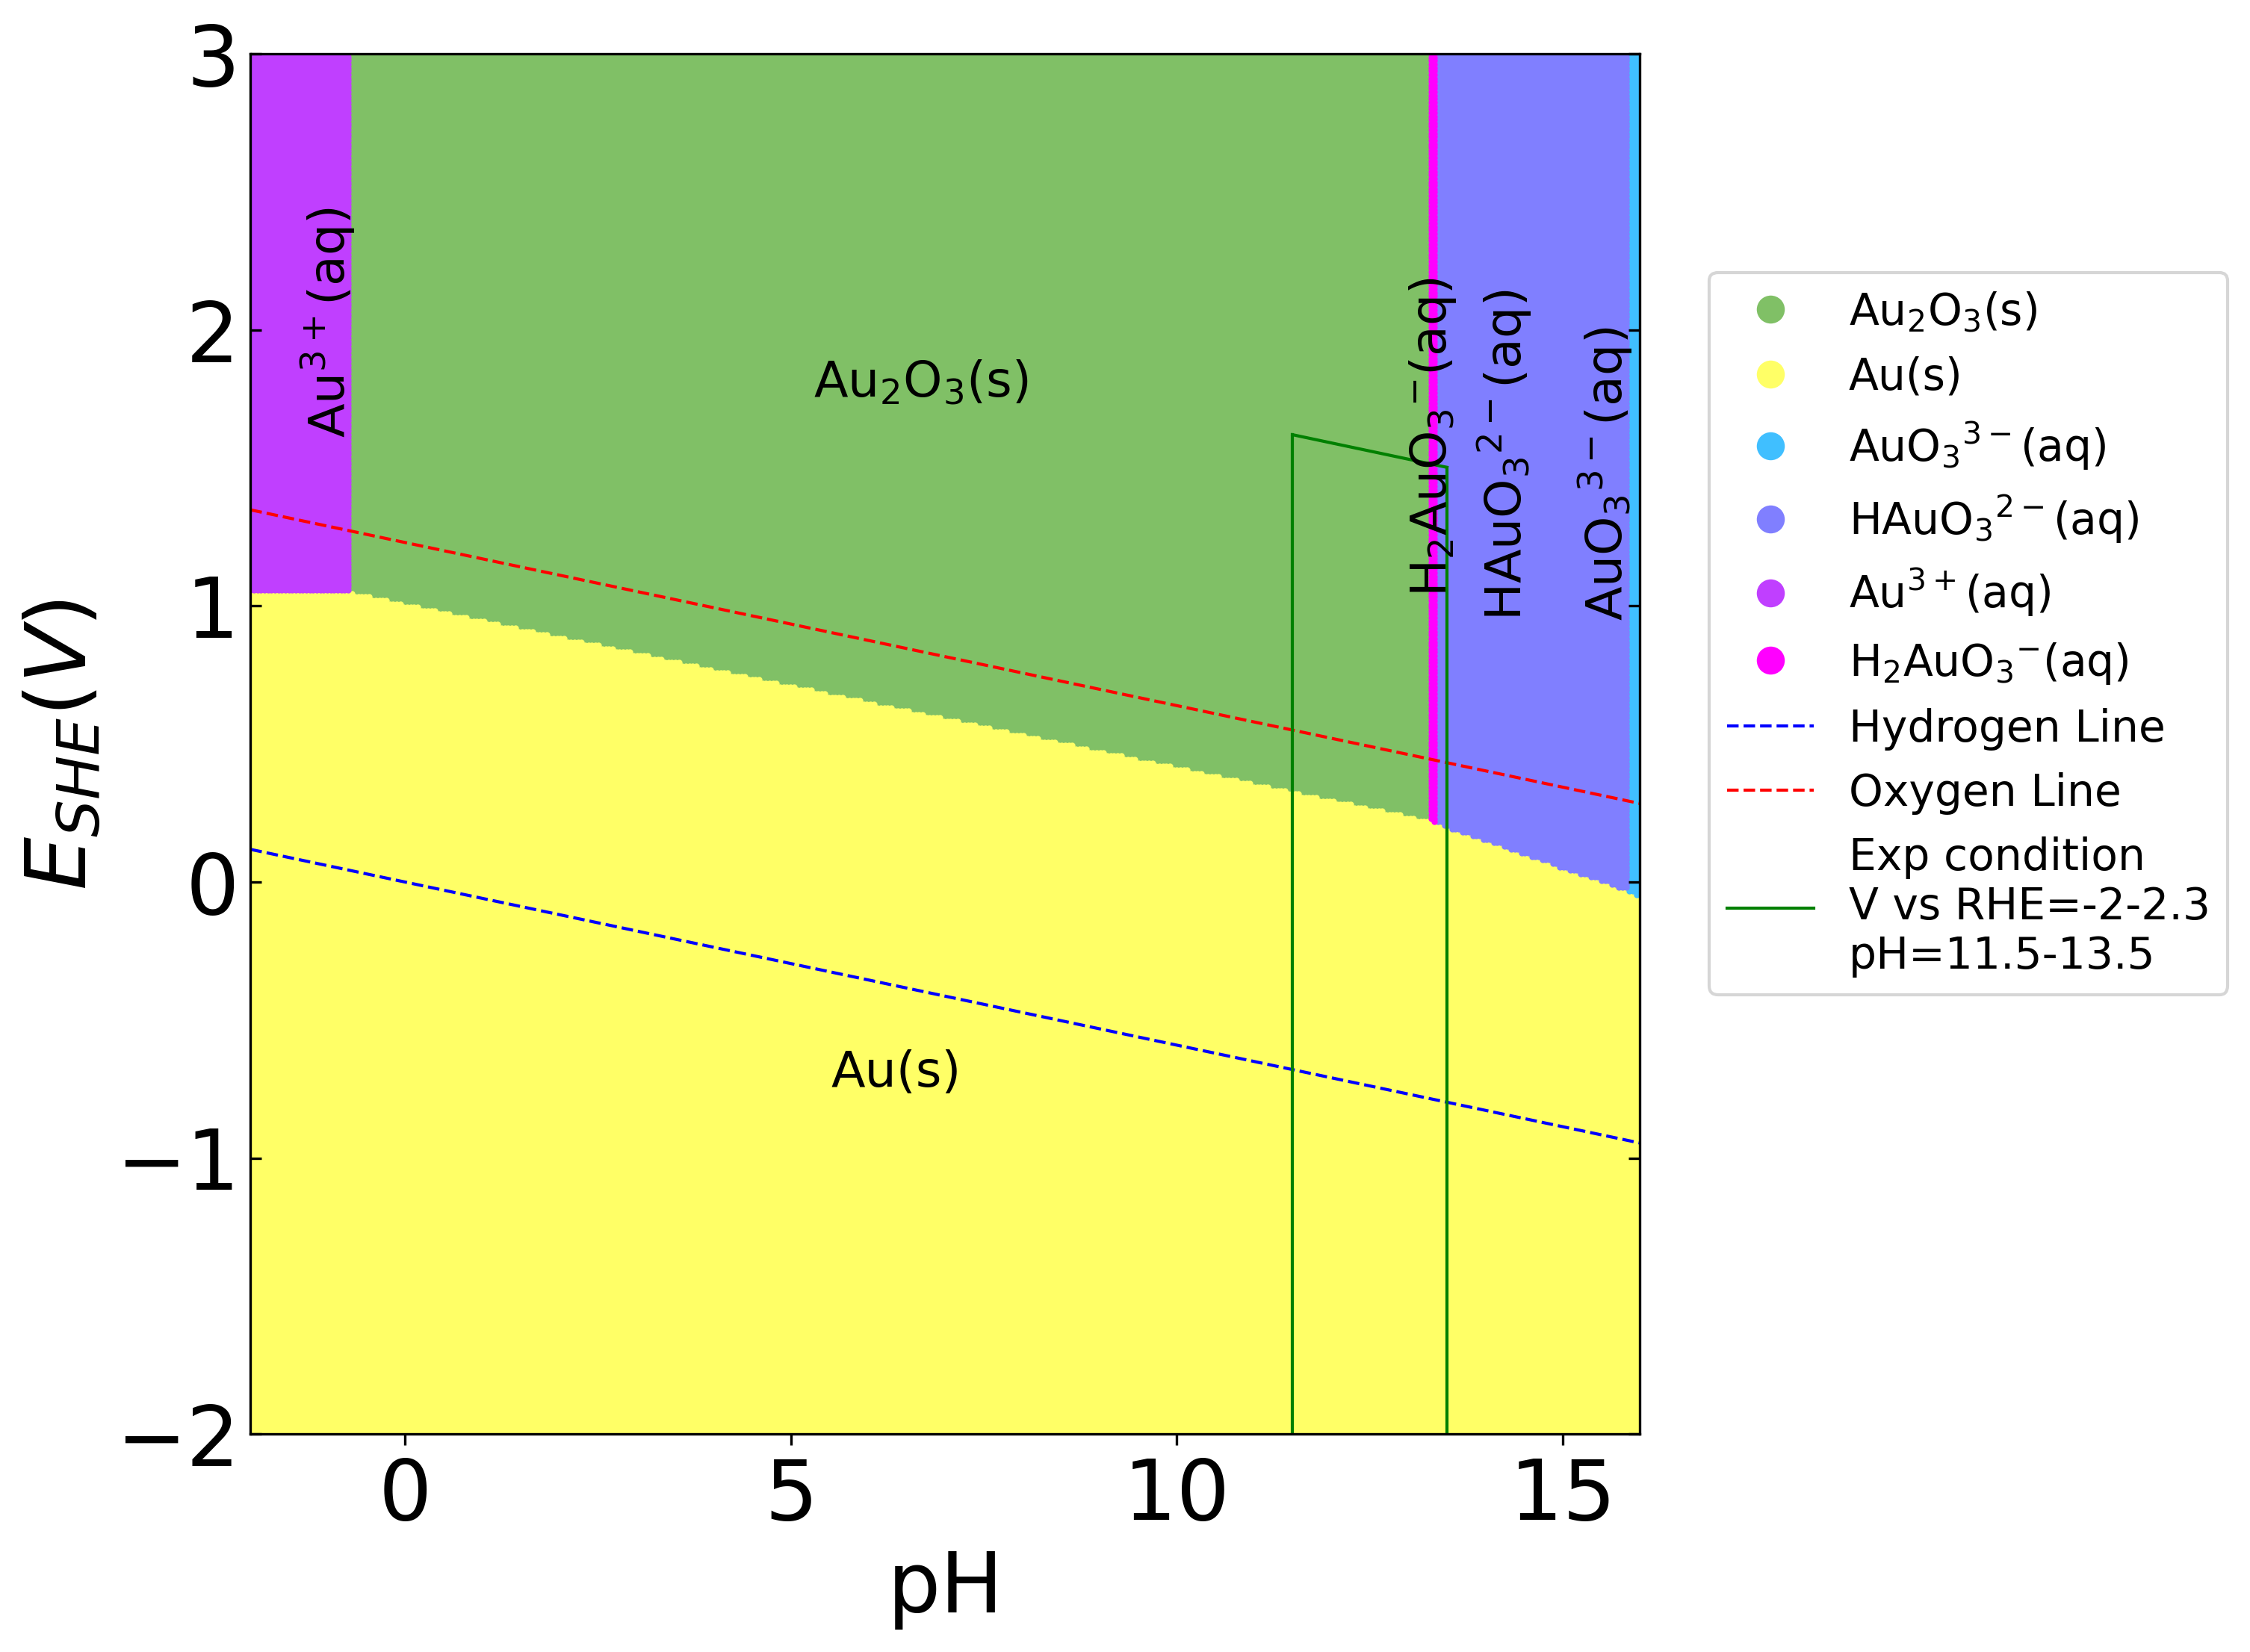 3
2
1
0
−1
−2
E_SHE(V)
0
5
10
15
pH
Au³⁺(aq)
Au₂O₃(s)
H₂AuO₃⁻(aq)
HAuO₃²⁻(aq)
AuO₃³⁻(aq)
Au(s)
Au₂O₃(s)
Au(s)
AuO₃³⁻(aq)
HAuO₃²⁻(aq)
Au³⁺(aq)
H₂AuO₃⁻(aq)
Hydrogen Line
Oxygen Line
Exp condition
V vs RHE=-2-2.3
pH=11.5-13.5